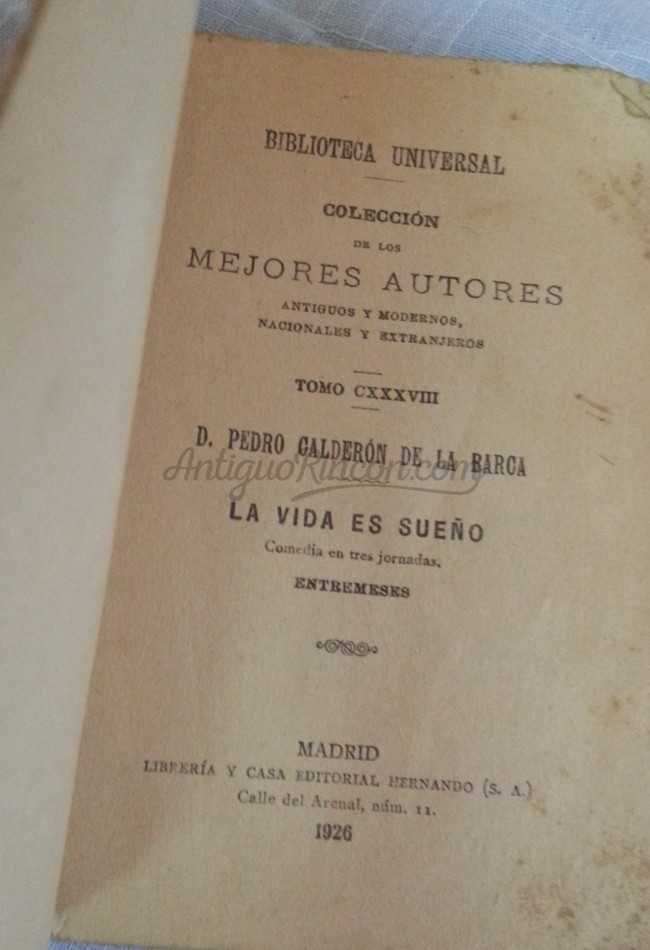 BIBLIOTECA UNIVERSAL
COLECCIÓN
DE LOS
MEJORES AUTORES
ANTIGUOS Y MODERNOS,
NACIONALES Y EXTRANJEROS
TOMO CXXXVIII
D. PEDRO CALDERÓN DE LA BARCA
AntiguoRincon.com
LA VIDA ES SUEÑO
Comedia en tres jornadas.
ENTREMESES
MADRID
LIBRERÍA Y CASA EDITORIAL HERNANDO (S. A.)
Calle del Arenal, núm. 11.
1926